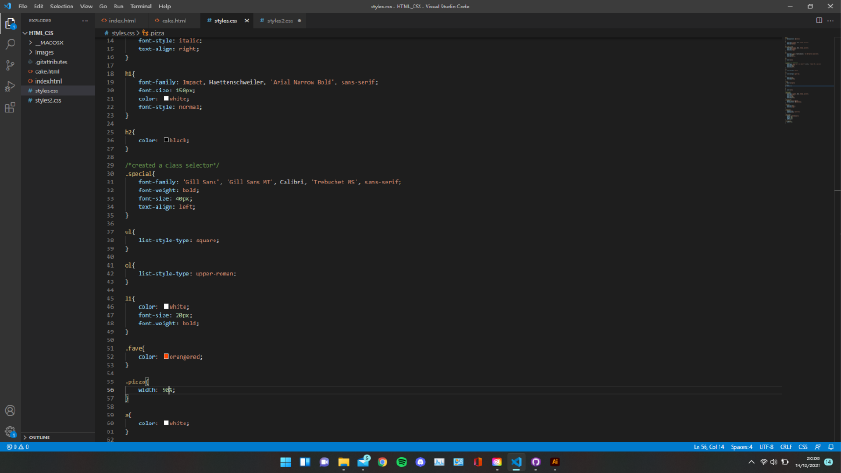 File Edit Selection View Go Run Terminal Help
styles.css - HTML_CSS - Visual Studio Code
EXPLORER
index.html cake.html styles.css styles2.css
styles.css > .pizza
HTML_CSS
__MACOSX
images
.gitattributes
cake.html
index.html
styles.css
styles2.css
14 font-style: italic;
15 text-align: right;
16 }
17
18 h1{
19 font-family: Impact, Haettenschweiler, 'Arial Narrow Bold', sans-serif;
20 font-size: 150px;
21 color: white;
22 font-style: normal;
23 }
24
25 h2{
26 color: black;
27 }
28
29 /*created a class selector*/
30 .special{
31 font-family: 'Gill Sans', 'Gill Sans MT', Calibri, 'Trebuchet MS', sans-serif;
32 font-weight: bold;
33 font-size: 40px;
34 text-align: left;
35 }
36
37 ul{
38 list-style-type: square;
39 }
40
41 ol{
42 list-style-type: upper-roman;
43 }
44
45 li{
46 color: white;
47 font-size: 20px;
48 font-weight: bold;
49 }
50
51 .fave{
52 color: orangered;
53 }
54
55 .pizza{
56 width: 50%;
57 }
58
59 a{
60 color: white;
61 }
62
OUTLINE
0 0
Ln 56, Col 14 Spaces: 4 UTF-8 CRLF CSS
14/10/2021